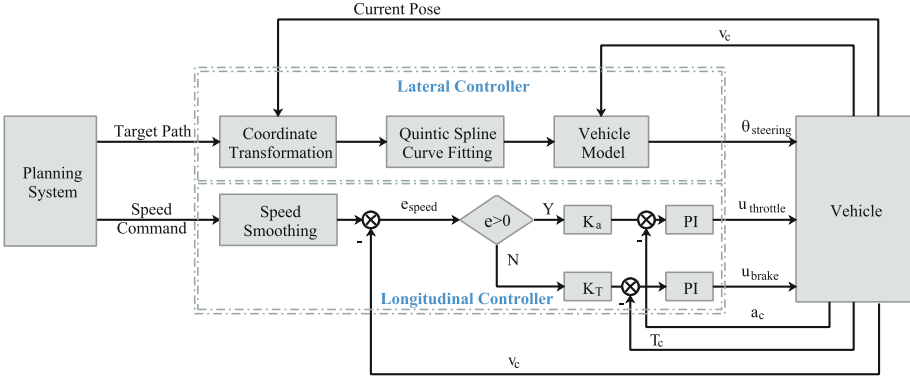 Current Pose
v_c
Lateral Controller
Target Path
Coordinate
Transformation
Quintic Spline
Curve Fitting
Vehicle
Model
θ_steering
Planning
System
Speed
Command
Speed
Smoothing
-
e_speed
e>0
Y
K_a
-
PI
u_throttle
Vehicle
N
K_T
-
PI
u_brake
Longitudinal Controller
a_c
T_c
v_c